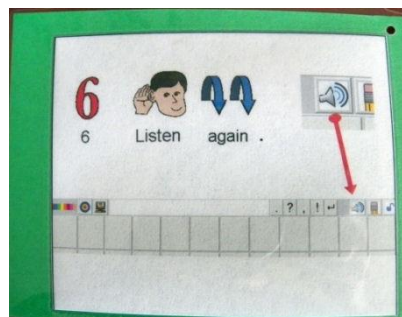 6
6 Listen again .
. ? , ! ↵